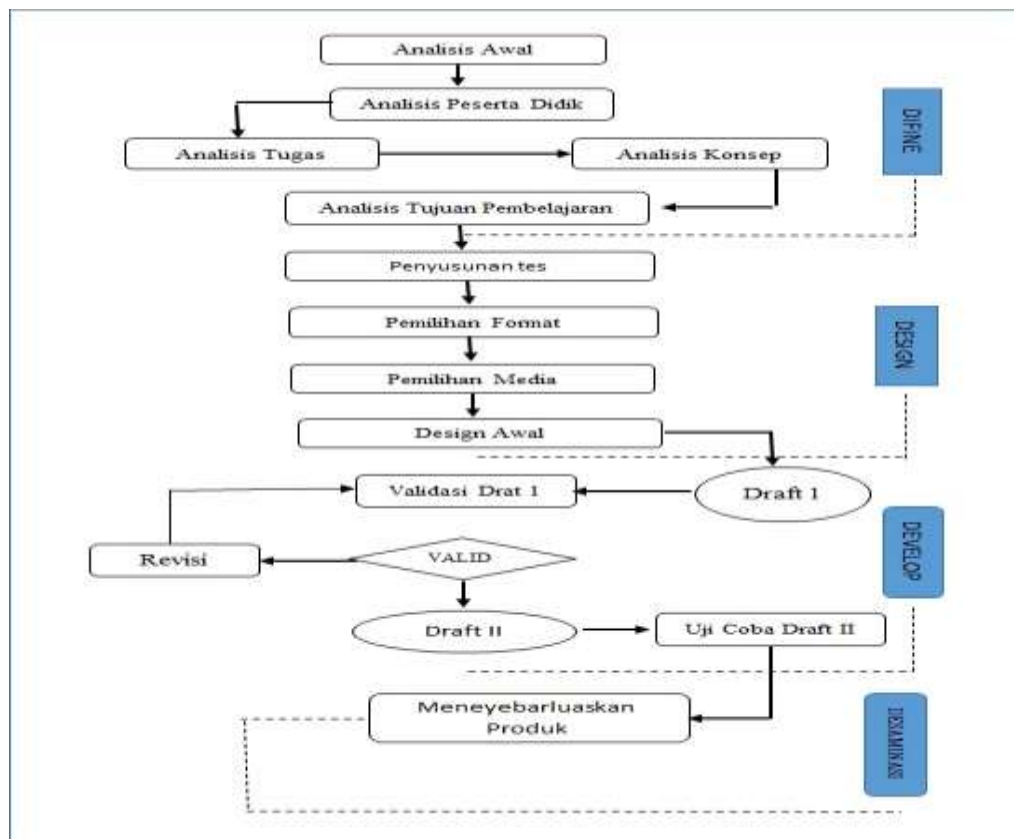 Analisis Awal
Analisis Peserta Didik
DIFINE
Analisis Tugas
Analisis Konsep
Analisis Tujuan Pembelajaran
Penyusunan tes
Pemilihan Format
DESIGN
Pemilihan Media
Design Awal
Validasi Drat 1
Draft 1
DEVELOP
Revisi
VALID
Draft II
Uji Coba Draft II
Meneyebarluaskan
Produk
DESAMIKASI